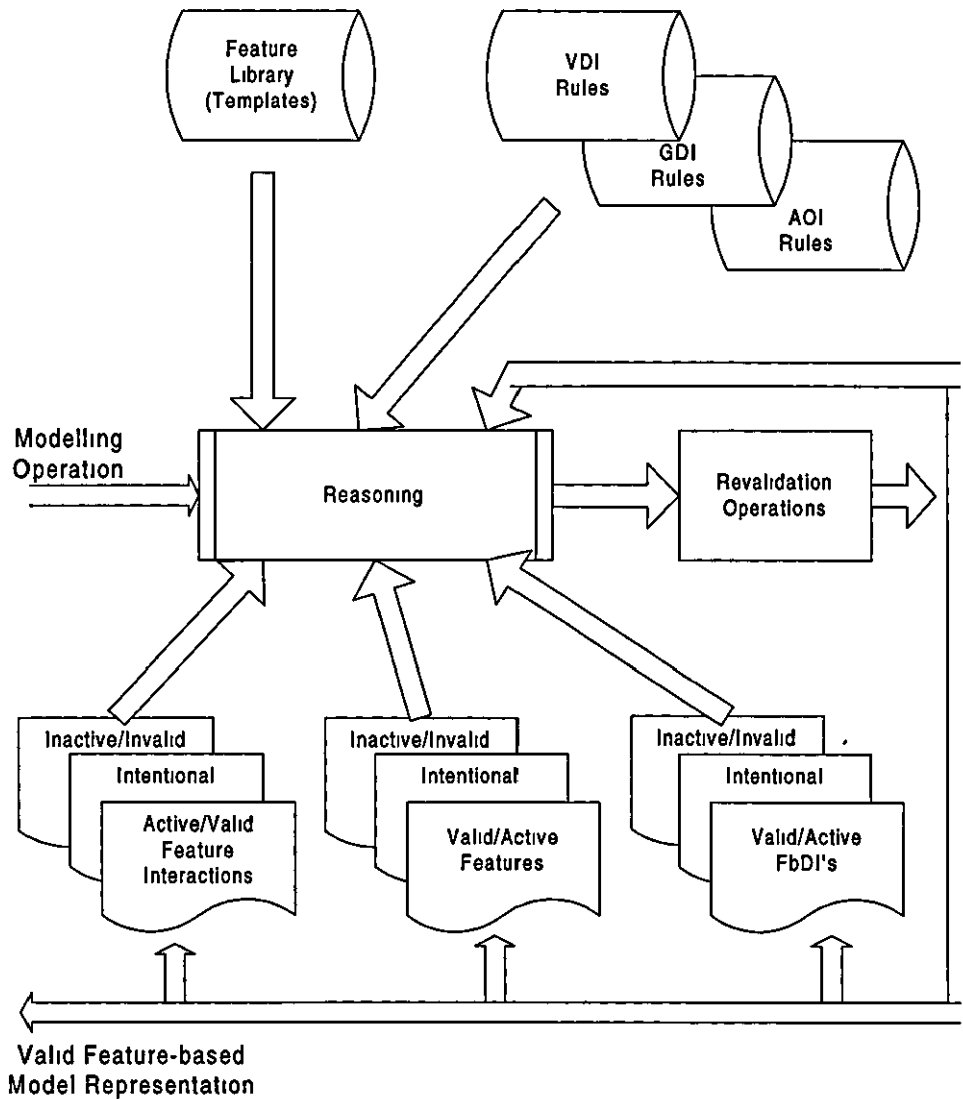 Feature
Library
(Templates)
VDI
Rules
GDI
Rules
AOI
Rules
Modelling
Operation
Reasoning
Revalidation
Operations
Inactive/Invalid
Intentional
Active/Valid
Feature
Interactions
Inactive/Invalid
Intentional
Valid/Active
Features
Inactive/Invalid
Intentional
Valid/Active
FbDI's
Valid Feature-based
Model Representation